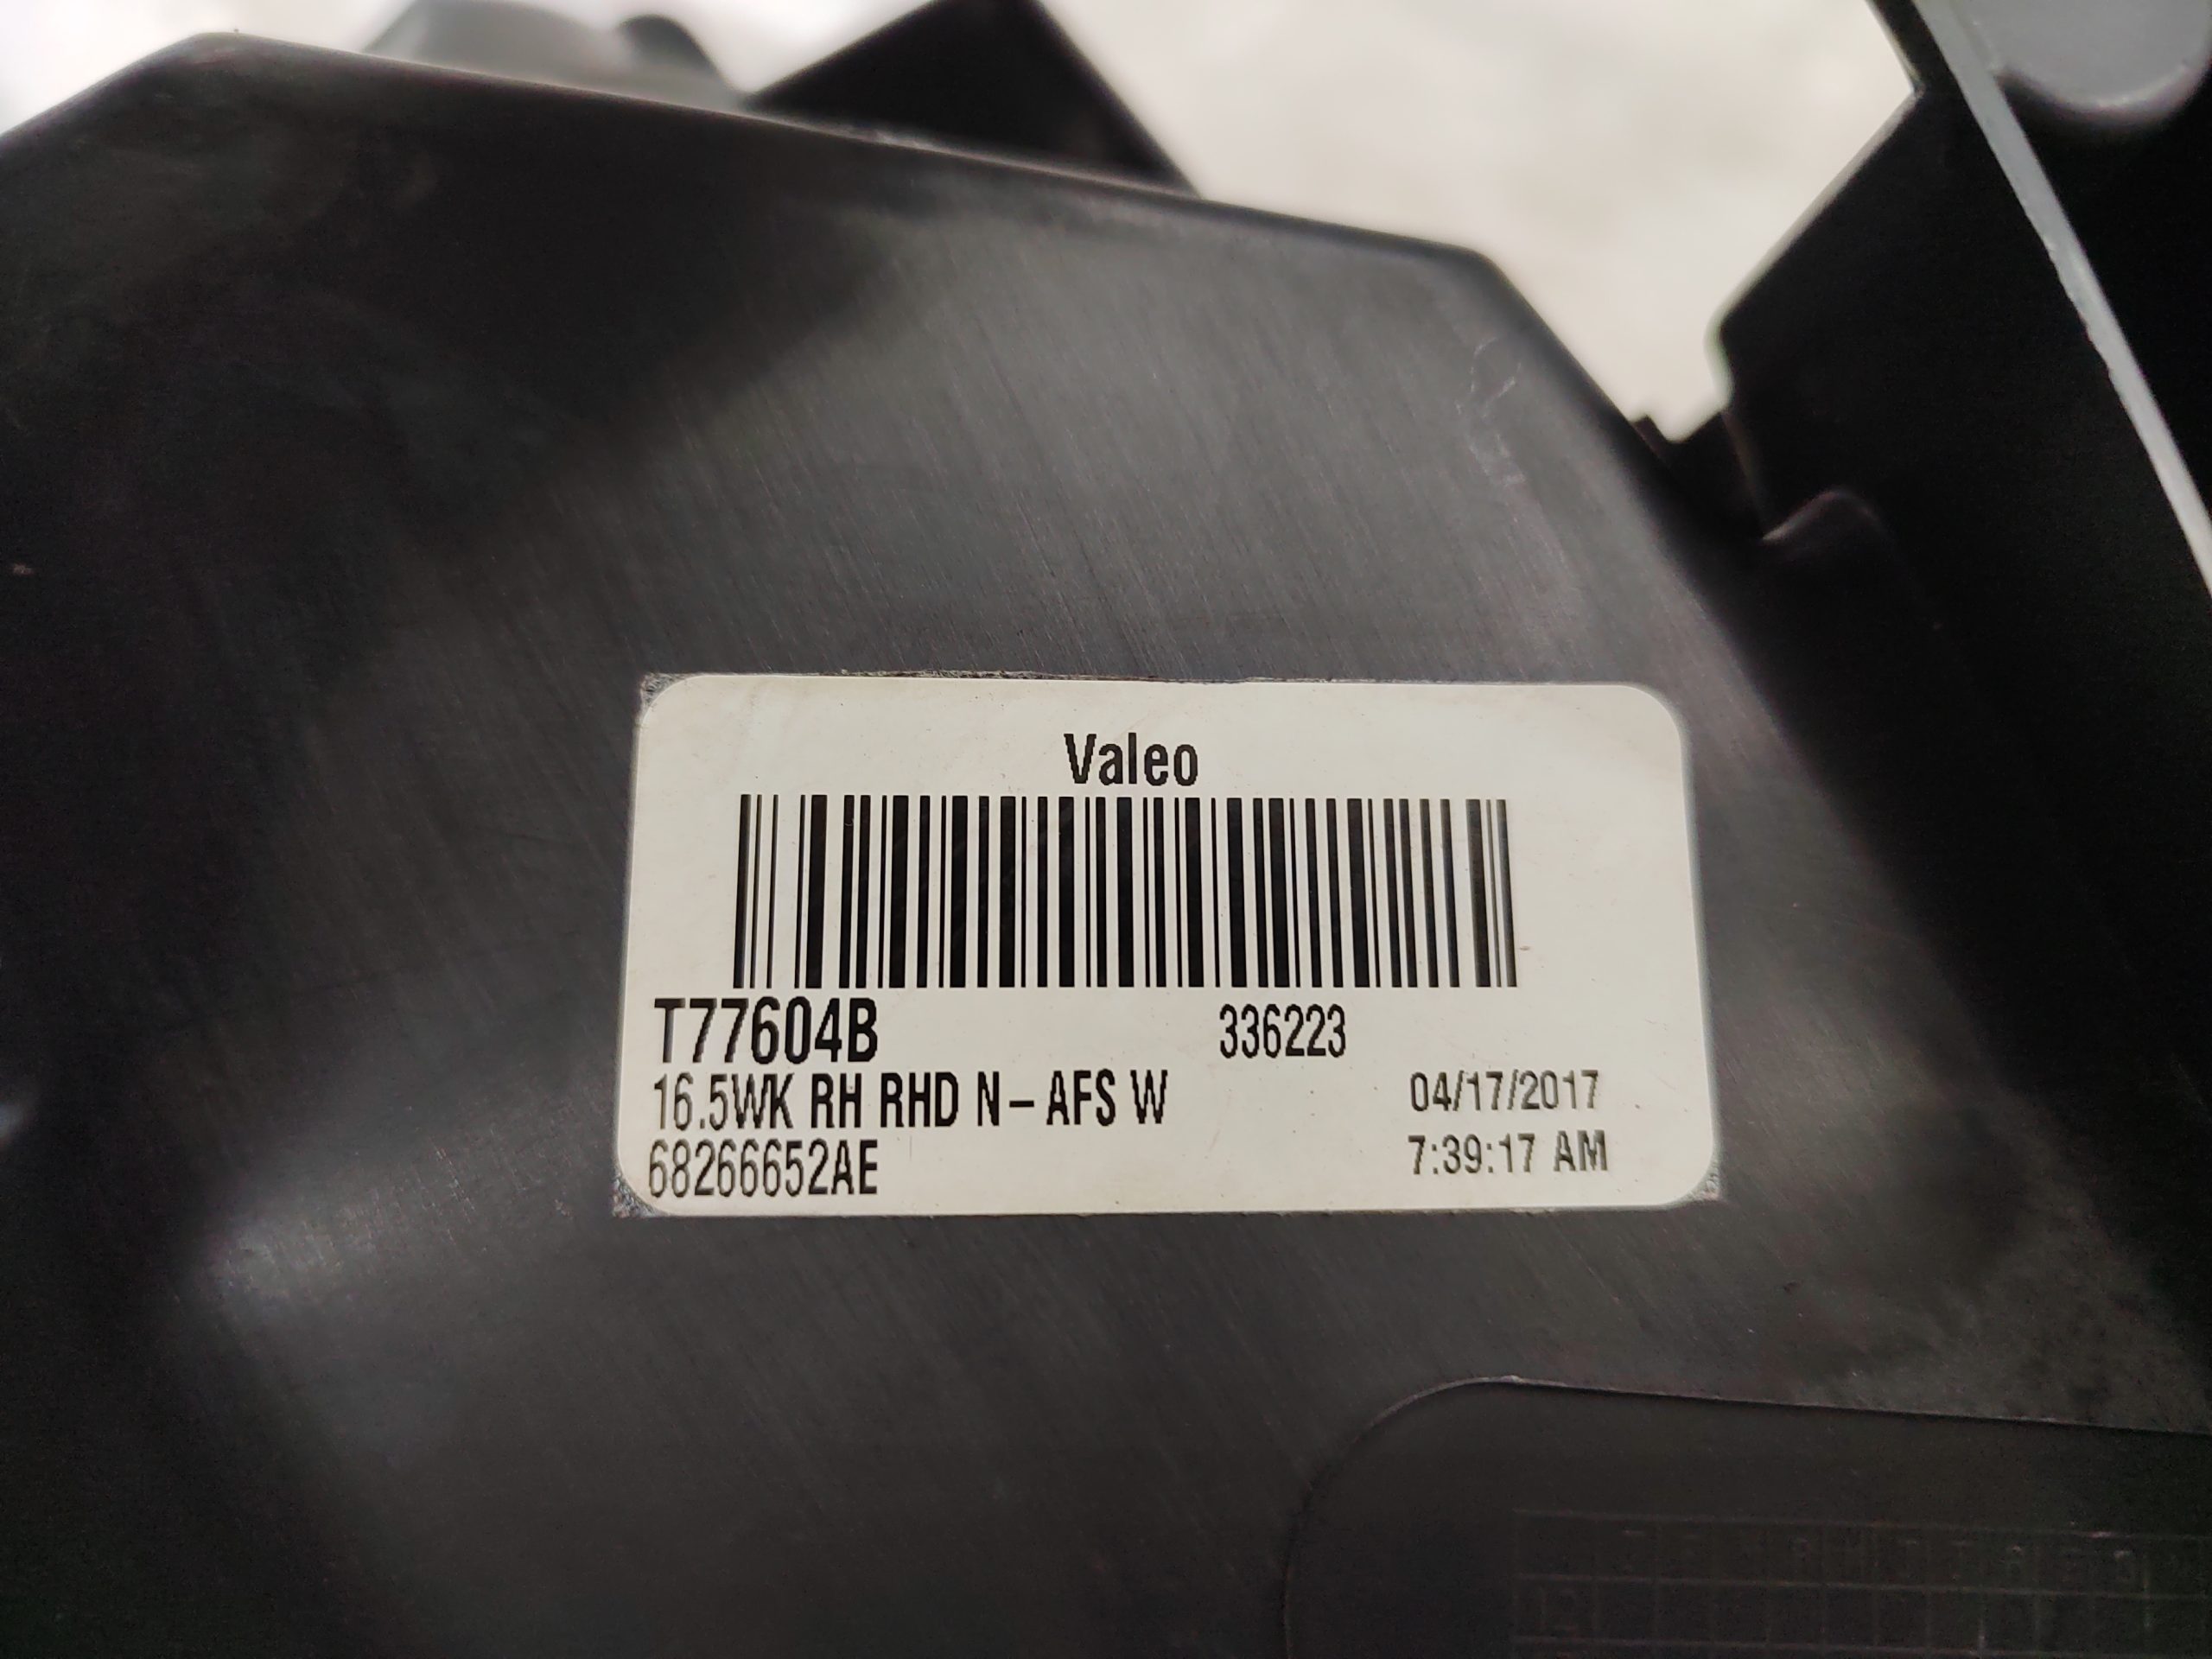 Valeo
T77604B 336223
16.5WK RH RHD N-AFS W 04/17/2017
68266652AE 7:39:17 AM